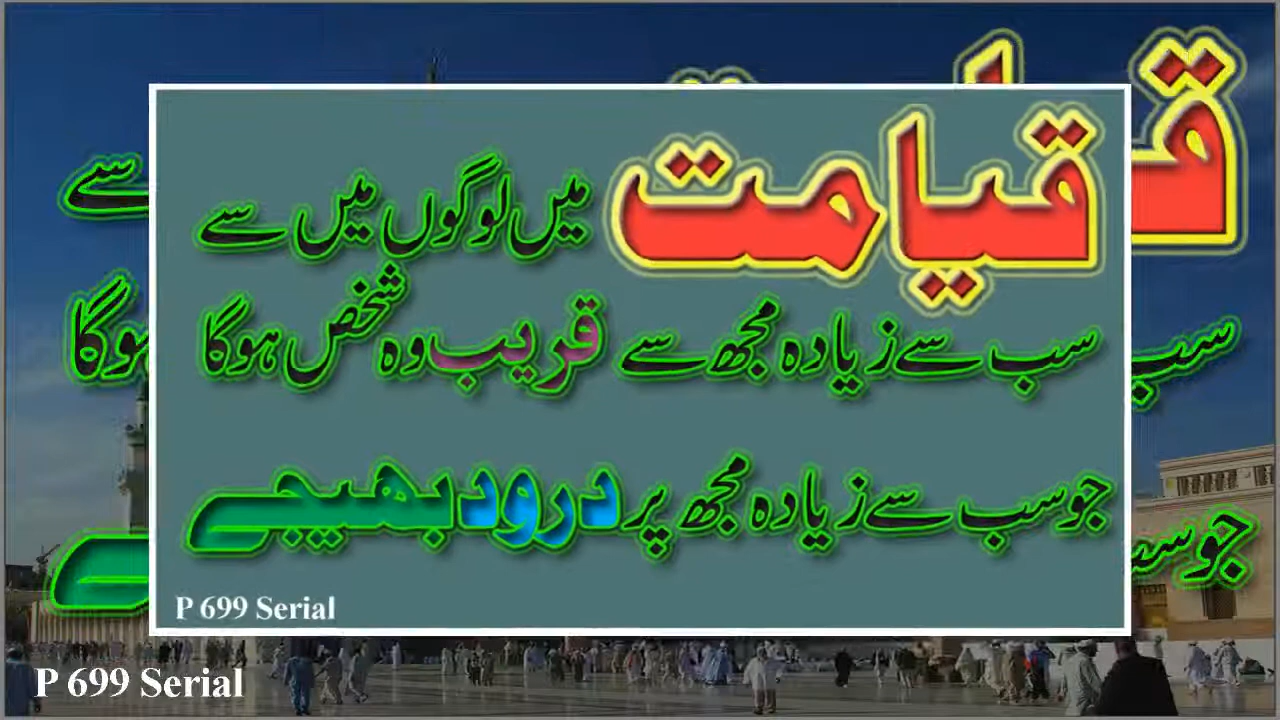 قیامت میں لوگوں میں سے
سب سے زیادہ مجھ سے قریب وہ شخص ہوگا
جو سب سے زیادہ مجھ پر درود بھیجے
P 699 Serial
P 699 Serial